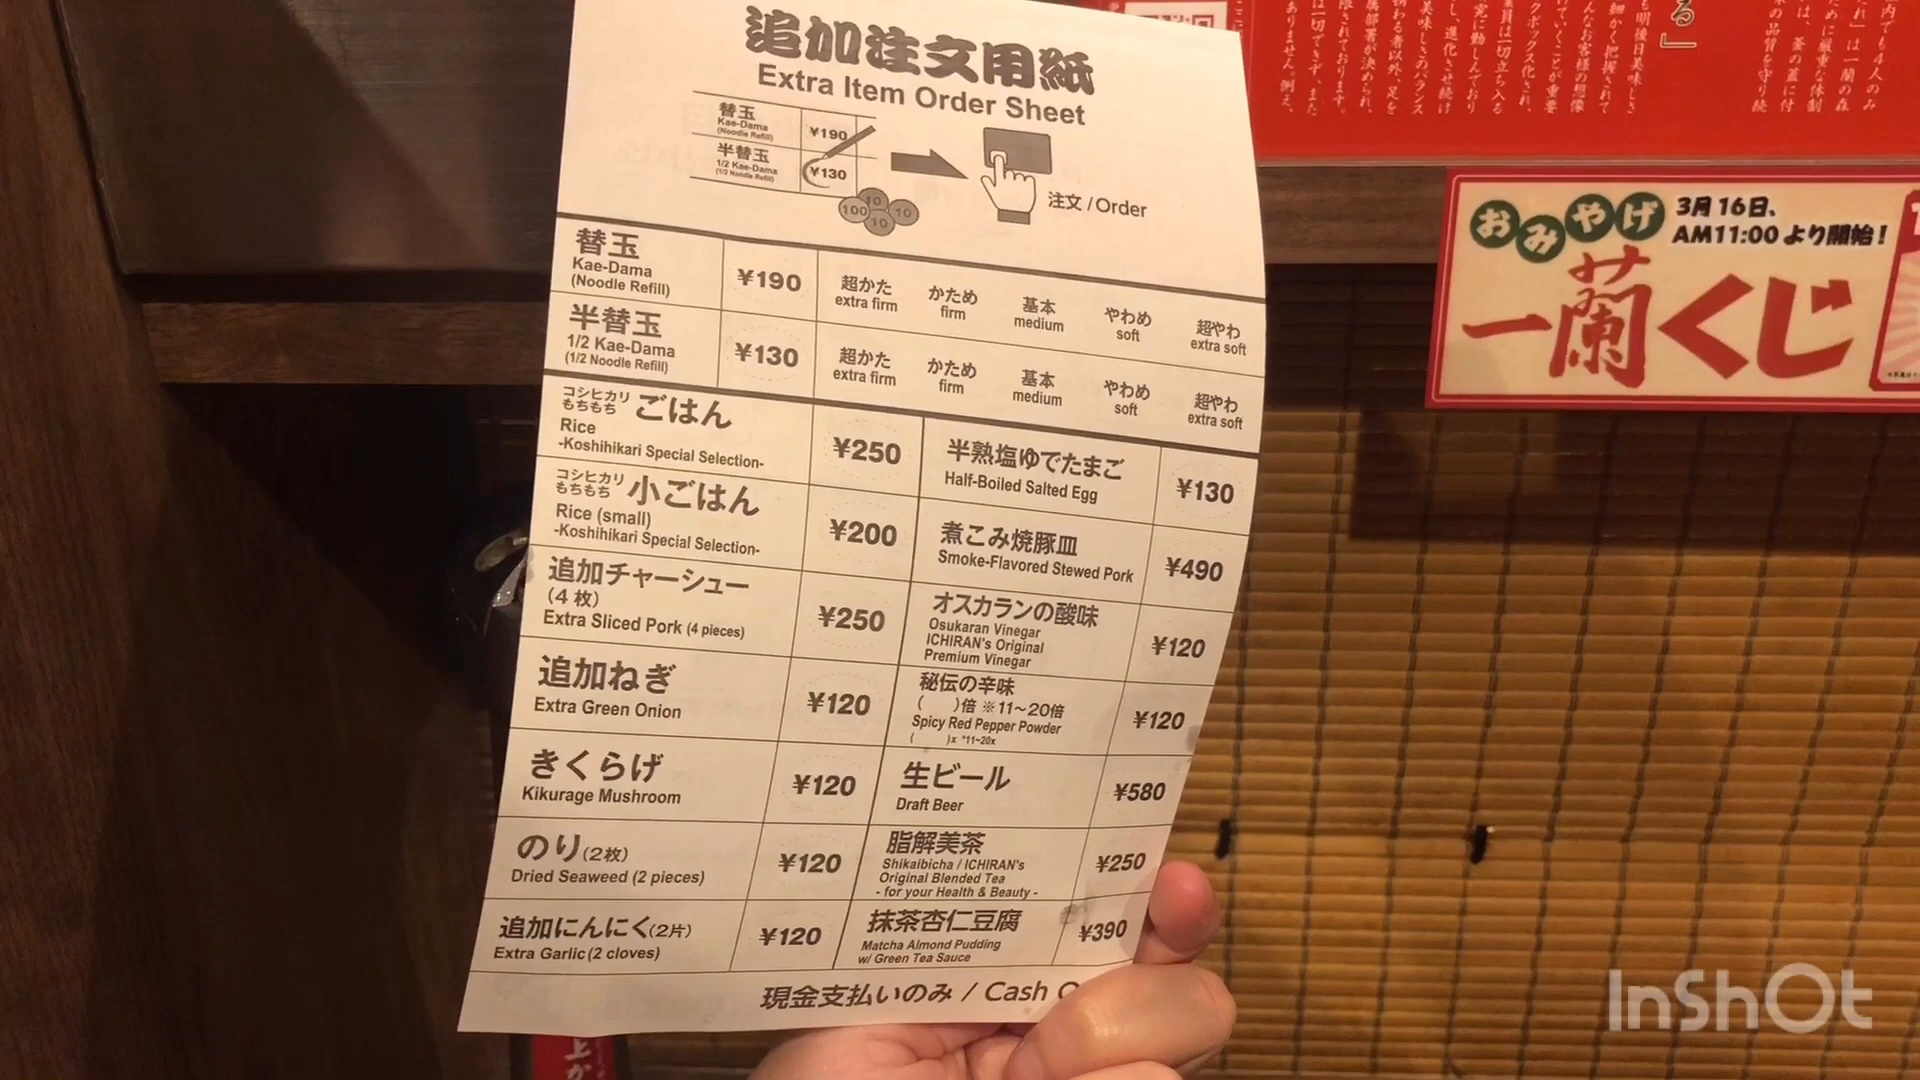 追加注文用紙
Extra Item Order Sheet
替玉
Kae-Dama
(Noodle Refill)
¥190
半替玉
1/2 Kae-Dama
(1/2 Noodle Refill)
¥130
100
10
10
10
注文 / Order
替玉
Kae-Dama
(Noodle Refill)
¥190
超かた
extra firm
かため
firm
基本
medium
やわめ
soft
超やわ
extra soft
半替玉
1/2 Kae-Dama
(1/2 Noodle Refill)
¥130
超かた
extra firm
かため
firm
基本
medium
やわめ
soft
超やわ
extra soft
コシヒカリ
もちもち
ごはん
Rice
-Koshihikari Special Selection-
¥250
コシヒカリ
もちもち
小ごはん
Rice (small)
-Koshihikari Special Selection-
¥200
追加チャーシュー
(4 枚)
Extra Sliced Pork (4 pieces)
¥250
追加ねぎ
Extra Green Onion
¥120
きくらげ
Kikurage Mushroom
¥120
のり(2枚)
Dried Seaweed (2 pieces)
¥120
追加にんにく(2片)
Extra Garlic (2 cloves)
¥120
半熟塩ゆでたまご
Half-Boiled Salted Egg
¥130
煮こみ焼豚皿
Smoke-Flavored Stewed Pork
¥490
オスカランの酸味
Osukaran Vinegar
ICHIRAN's Original
Premium Vinegar
¥120
秘伝の辛味
( )倍 ※11～20倍
Spicy Red Pepper Powder
( )x *11~20x
¥120
生ビール
Draft Beer
¥580
脂解美茶
Shikaibicha / ICHIRAN's
Original Blended Tea
- for your Health & Beauty -
¥250
抹茶杏仁豆腐
Matcha Almond Pudding
w/ Green Tea Sauce
¥390
現金支払いのみ / Cash
おみやげ
3月16日、
AM11:00 より開始!
一蘭くじ
る」
InShOt